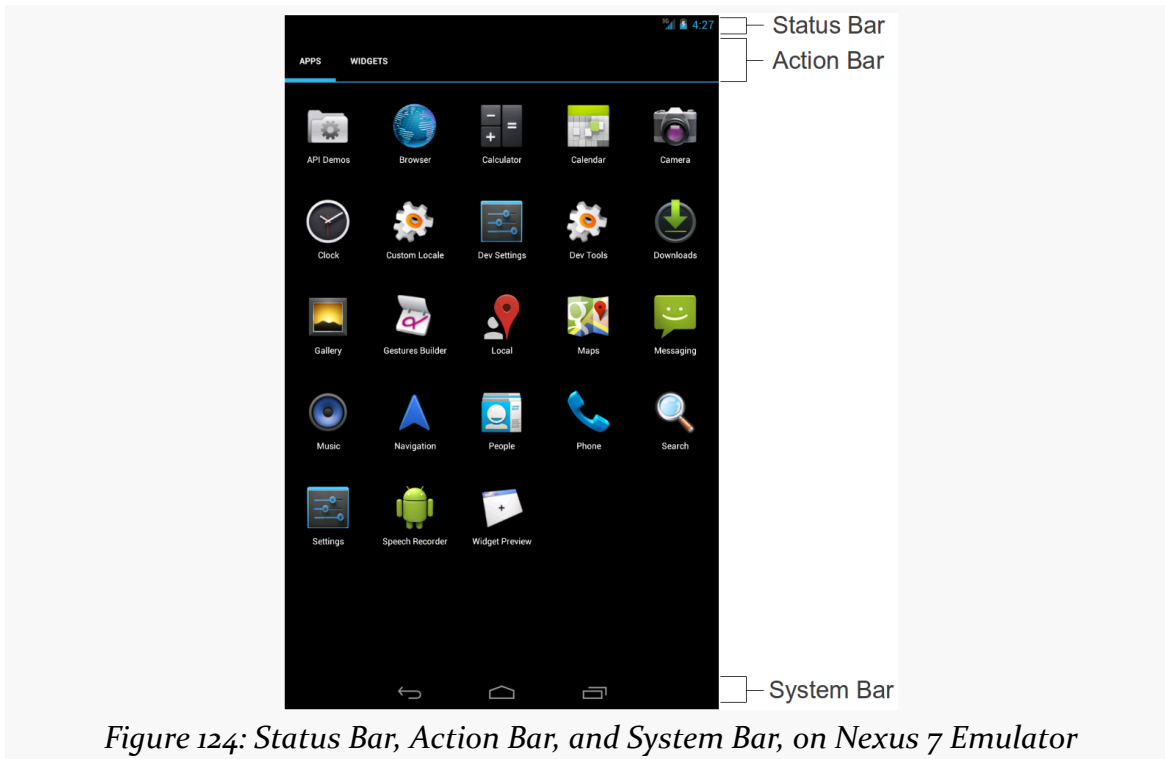 3G 4:27 Status Bar
APPS WIDGETS Action Bar
API Demos Browser Calculator Calendar Camera
Clock Custom Locale Dev Settings Dev Tools Downloads
Gallery Gestures Builder Local Maps Messaging
Music Navigation People Phone Search
Settings Speech Recorder Widget Preview
System Bar
Figure 124: Status Bar, Action Bar, and System Bar, on Nexus 7 Emulator